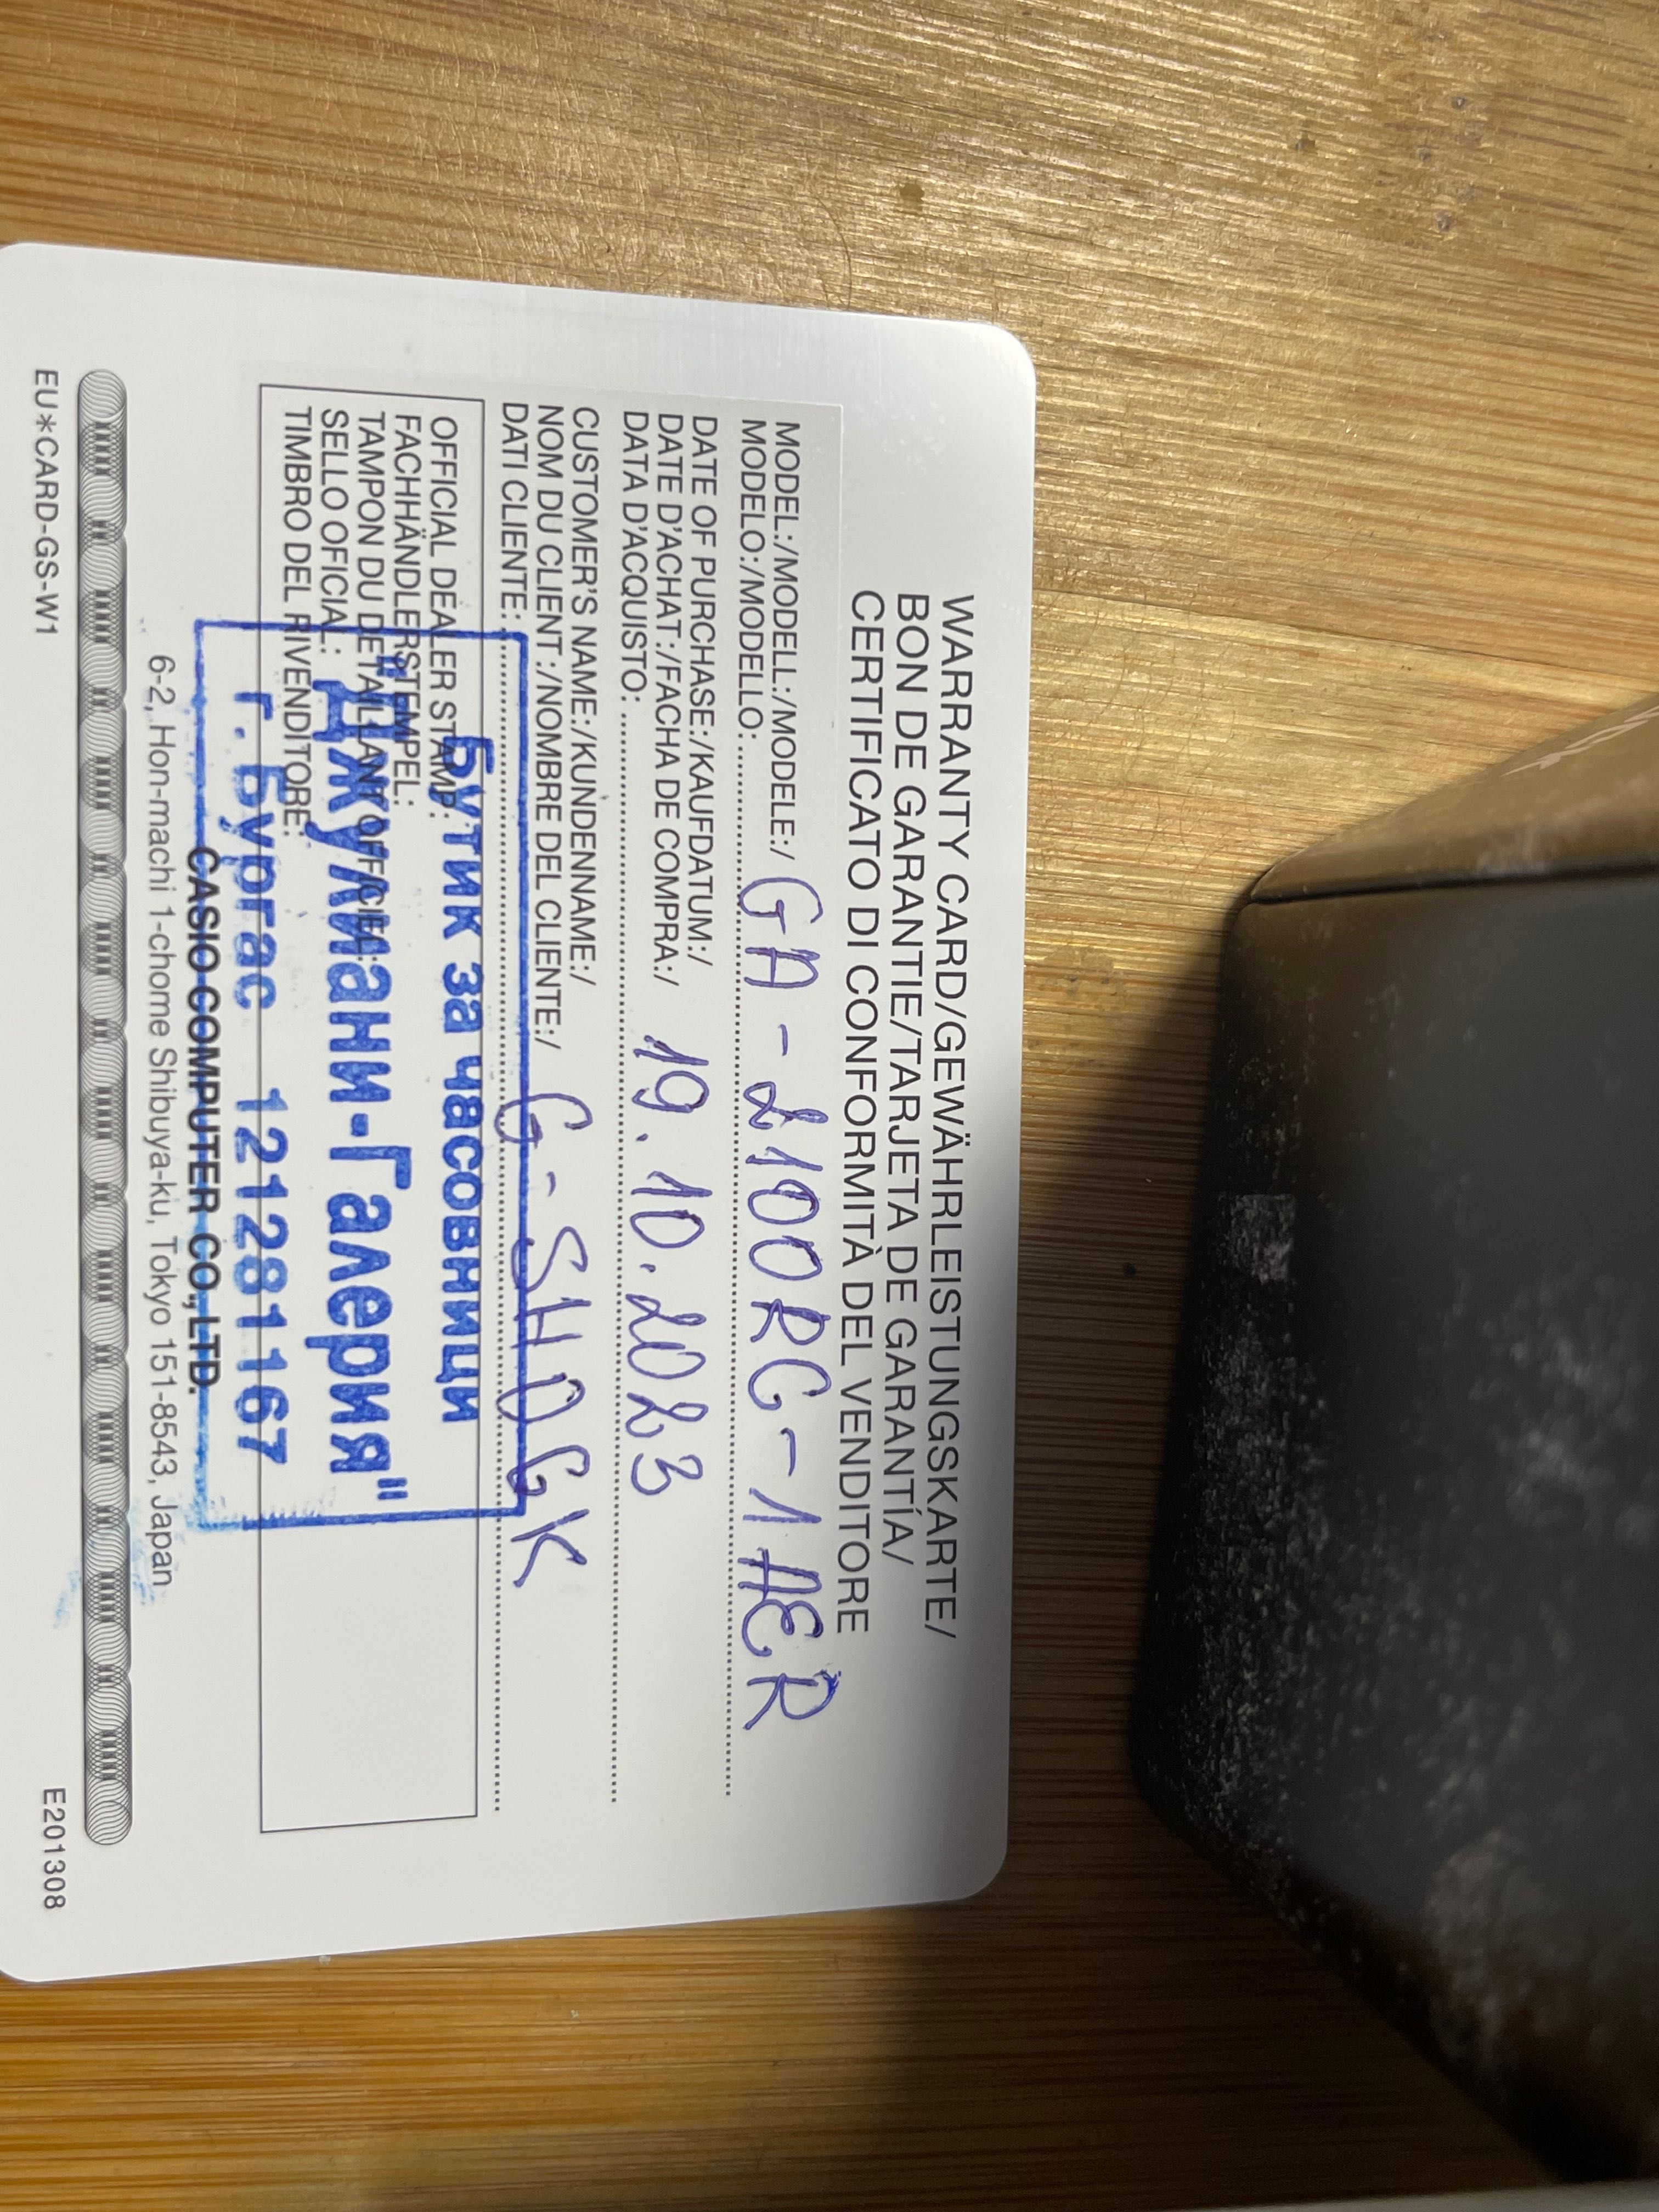 WARRANTY CARD/GEWÄHRLEISTUNGSKARTE/
BON DE GARANTIE/TARJETA DE GARANTÍA/
CERTIFICATO DI CONFORMITÀ DEL VENDITORE
MODEL:/MODELL:/MODELE:/
MODELO:/MODELLO: GA-2100RG-1AER
DATE OF PURCHASE:/KAUFDATUM:/
DATE D'ACHAT:/FACHA DE COMPRA:/
DATA D'ACQUISTO: 19.10.2023
CUSTOMER'S NAME:/KUNDENNAME:/
NOM DU CLIENT:/NOMBRE DEL CLIENTE:/
DATI CLIENTE: G-SHOCK
OFFICIAL DEALER STAMP:
FACHHÄNDLERSTEMPEL:
TAMPON DU DETAILLANT OFFICIEL:
SELLO OFICIAL:
TIMBRO DEL RIVENDITORE:
Бутик за часовници
"Джулиани-Галерия"
г. Бургас 121281167
CASIO COMPUTER CO., LTD.
6-2, Hon-machi 1-chome Shibuya-ku, Tokyo 151-8543, Japan
EU*CARD-GS-W1 E201308